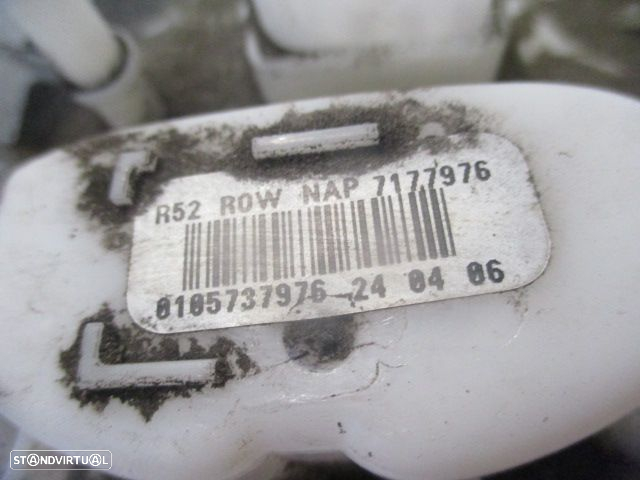 R52 ROW NAP 7177976
0105737976 24 04 06
STANDVIRTUAL